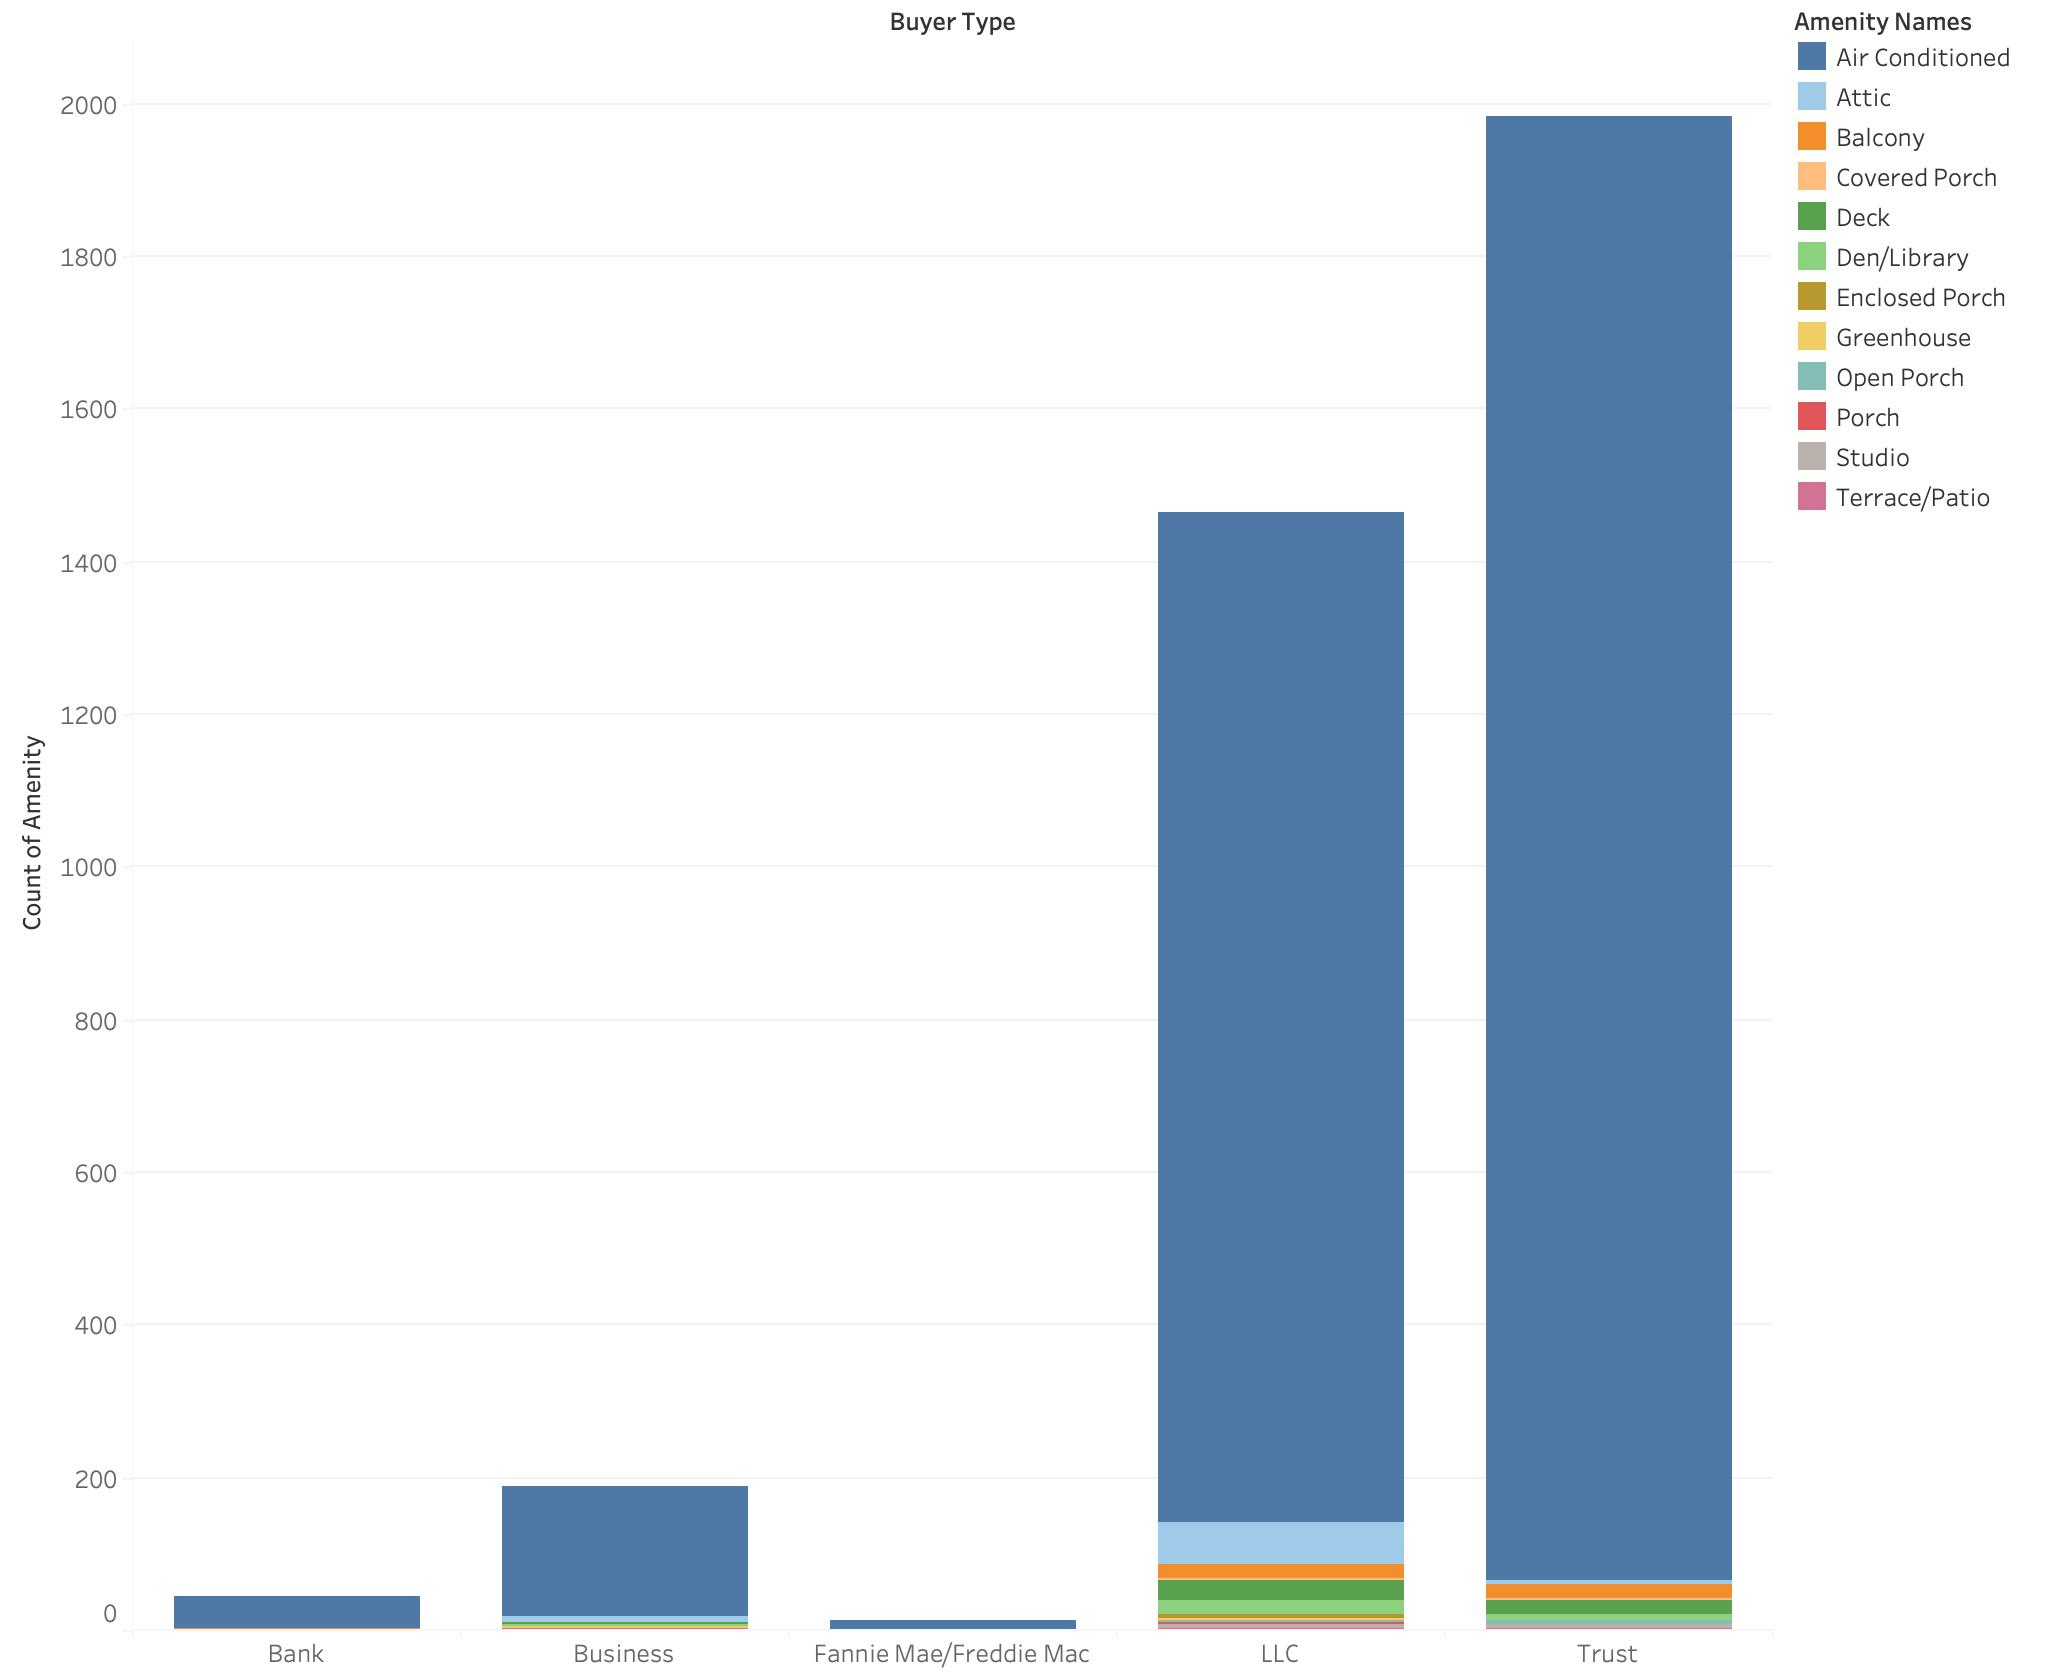 Buyer Type
Amenity Names
Air Conditioned
Attic
Balcony
Covered Porch
Deck
Den/Library
Enclosed Porch
Greenhouse
Open Porch
Porch
Studio
Terrace/Patio
Count of Amenity
2000
1800
1600
1400
1200
1000
800
600
400
200
0
Bank
Business
Fannie Mae/Freddie Mac
LLC
Trust